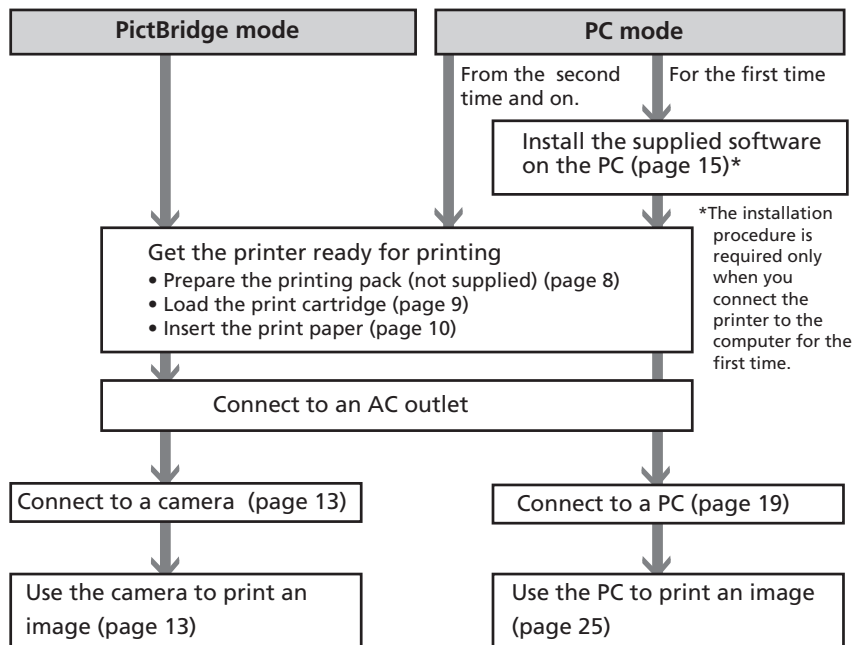 PictBridge mode
PC mode
From the second
time and on.
For the first time
Install the supplied software
on the PC (page 15)*
*The installation
procedure is
required only
when you
connect the
printer to the
computer for the
first time.
Get the printer ready for printing
• Prepare the printing pack (not supplied) (page 8)
• Load the print cartridge (page 9)
• Insert the print paper (page 10)
Connect to an AC outlet
Connect to a camera (page 13)
Connect to a PC (page 19)
Use the camera to print an
image (page 13)
Use the PC to print an image
(page 25)